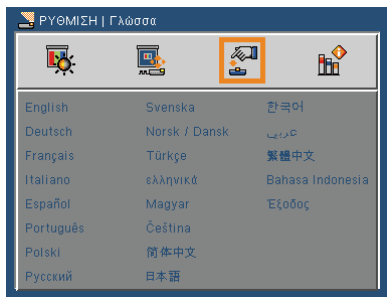 ΡΥΘΜΙΣΗ | Γλώσσα
English
Deutsch
Français
Italiano
Español
Português
Polski
Русский
Svenska
Norsk / Dansk
Türkçe
ελληνικά
Magyar
Čeština
简体中文
日本語
한국어
عربي
繁體中文
Bahasa Indonesia
Έξοδος